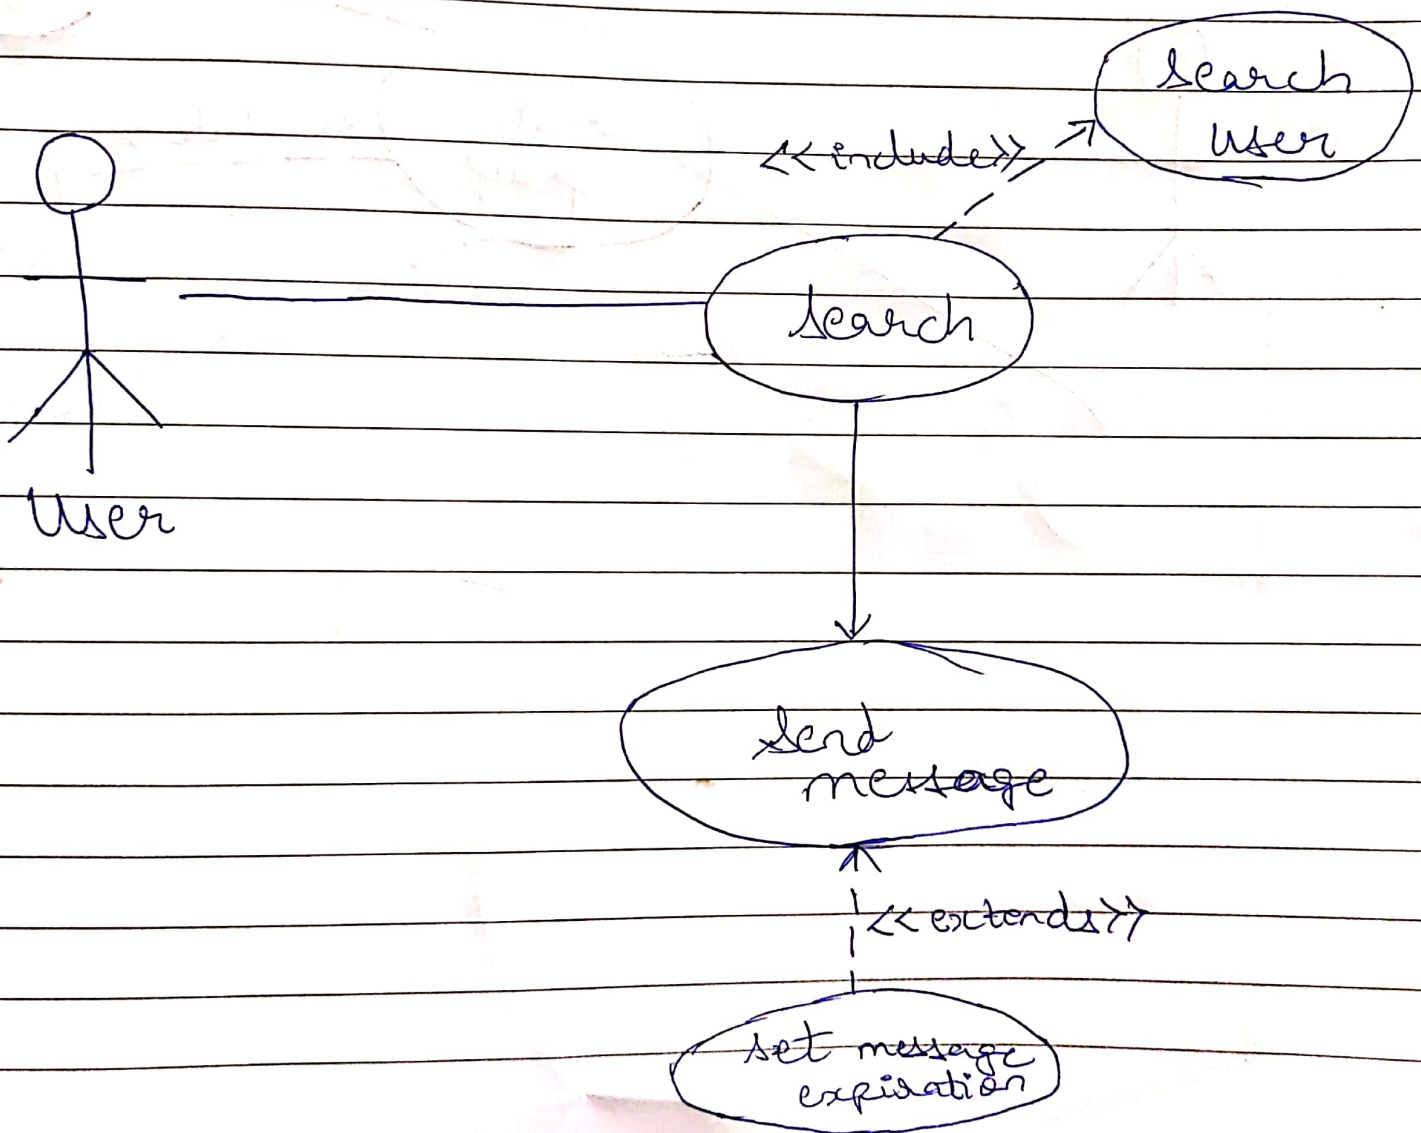 search
user
<<include>>
search
User
send
message
<<extends>>
set message
expiration